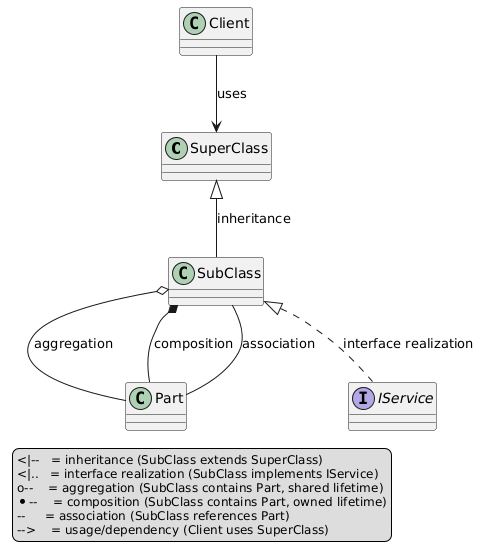 C Client
uses
C SuperClass
inheritance
C SubClass
aggregation
composition
association
interface realization
C Part
I IService
<|-- = inheritance (SubClass extends SuperClass)
<|.. = interface realization (SubClass implements IService)
o-- = aggregation (SubClass contains Part, shared lifetime)
•-- = composition (SubClass contains Part, owned lifetime)
-- = association (SubClass references Part)
--> = usage/dependency (Client uses SuperClass)